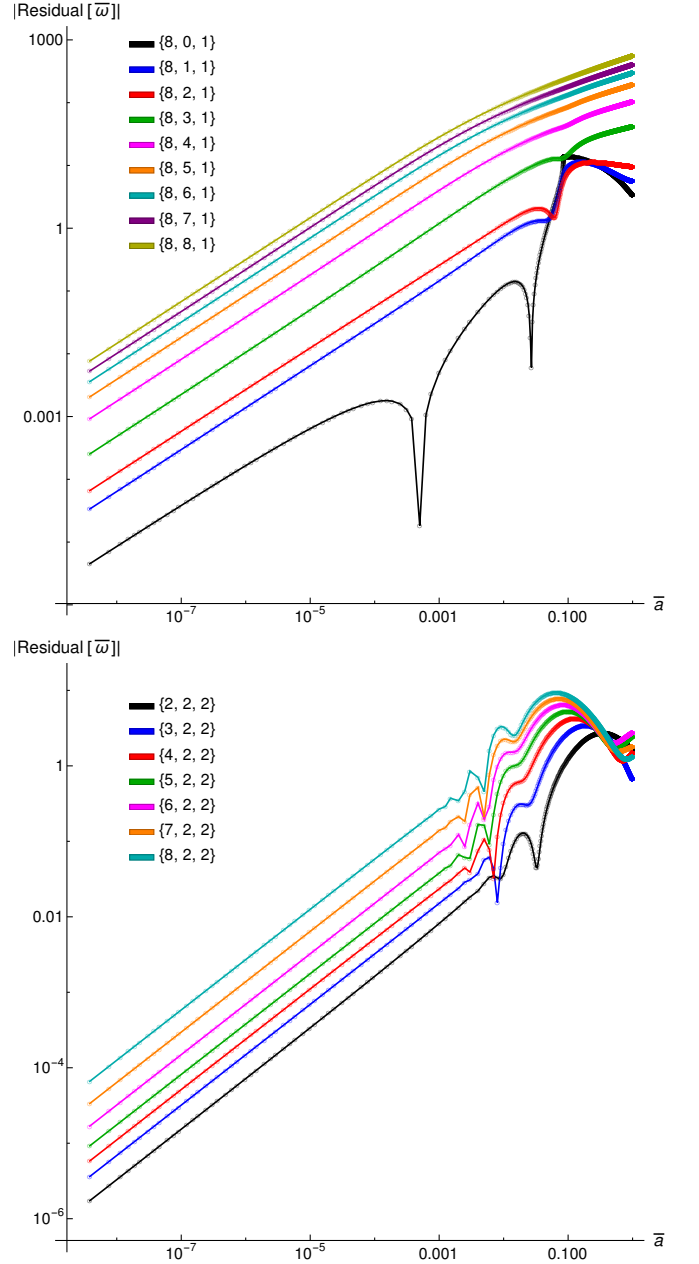 |Residual[ω̅]|
1000
{8, 0, 1}
{8, 1, 1}
{8, 2, 1}
{8, 3, 1}
{8, 4, 1}
{8, 5, 1}
{8, 6, 1}
{8, 7, 1}
{8, 8, 1}
1
0.001
10⁻⁷ 10⁻⁵ 0.001 0.100 a̅
|Residual[ω̅]|
{2, 2, 2}
{3, 2, 2}
{4, 2, 2}
{5, 2, 2}
{6, 2, 2}
{7, 2, 2}
{8, 2, 2}
1
0.01
10⁻⁴
10⁻⁶
10⁻⁷ 10⁻⁵ 0.001 0.100 a̅